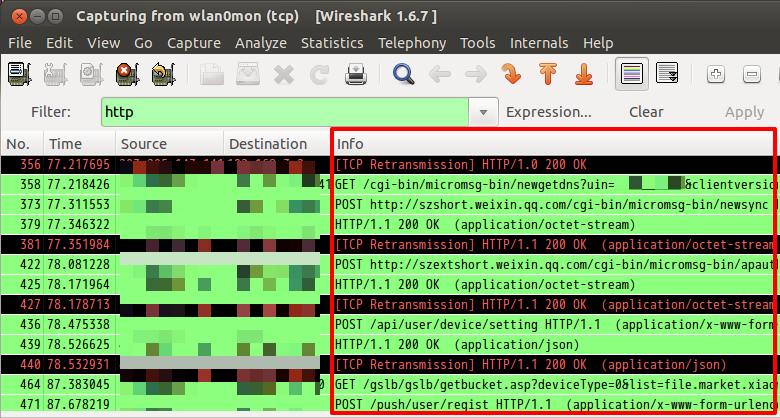 Capturing from wlan0mon (tcp) [Wireshark 1.6.7 ]
File Edit View Go Capture Analyze Statistics Telephony Tools Internals Help
Filter: http Expression... Clear Apply
No. Time Source Destination Info
356 77.217695 [TCP Retransmission] HTTP/1.0 200 OK
358 77.218426 GET /cgi-bin/micromsg-bin/newgetdns?uin= &clientversion
373 77.311553 POST http://szshort.weixin.qq.com/cgi-bin/micromsg-bin/newsync
379 77.346322 HTTP/1.1 200 OK (application/octet-stream)
381 77.351984 [TCP Retransmission] HTTP/1.1 200 OK (application/octet-stream
422 78.081228 POST http://szextshort.weixin.qq.com/cgi-bin/micromsg-bin/apaut
425 78.171964 HTTP/1.1 200 OK (application/octet-stream)
427 78.178713 [TCP Retransmission] HTTP/1.1 200 OK (application/octet-stream
436 78.475338 POST /api/user/device/setting HTTP/1.1 (application/x-www-form-
439 78.526625 HTTP/1.1 200 OK (application/json)
440 78.532931 [TCP Retransmission] HTTP/1.1 200 OK (application/json)
464 87.383045 GET /gslb/gslb/getbucket.asp?deviceType=0&list=file.market.xiao
471 87.678219 POST /push/user/regist HTTP/1.1 (application/x-www-form-urlenc